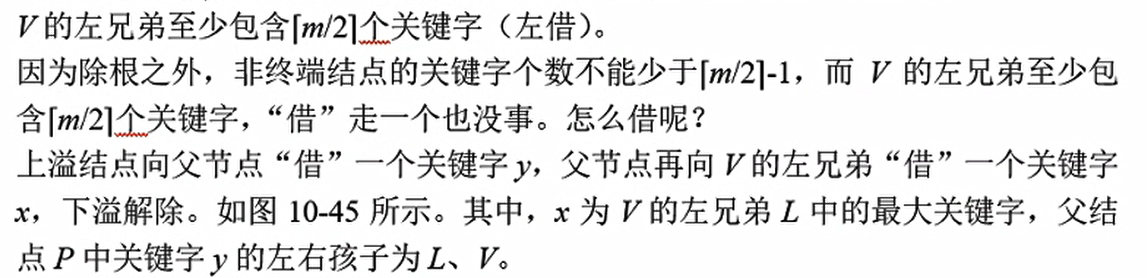 V的左兄弟至少包含⌈m/2⌉个关键字（左借）。
因为除根之外，非终端结点的关键字个数不能少于⌈m/2⌉-1，而 V 的左兄弟至少包
含⌈m/2⌉个关键字，“借”走一个也没事。怎么借呢？
上溢结点向父节点“借”一个关键字 y，父节点再向 V 的左兄弟“借”一个关键字
x，下溢解除。如图 10-45 所示。其中，x 为 V 的左兄弟 L 中的最大关键字，父结
点 P 中关键字 y 的左右孩子为 L、V。